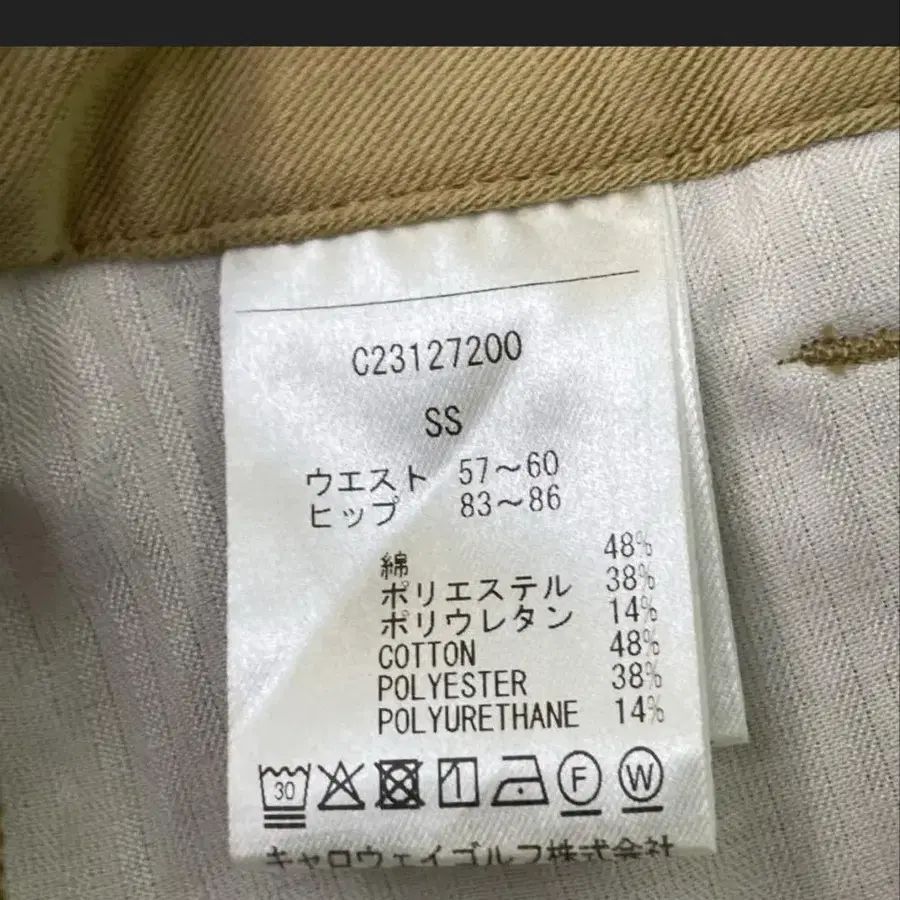 C23127200
SS
ウエスト 57～60
ヒップ 83～86
綿 48%
ポリエステル 38%
ポリウレタン 14%
COTTON 48%
POLYESTER 38%
POLYURETHANE 14%
30 F W
キャロウェイゴルフ株式会社